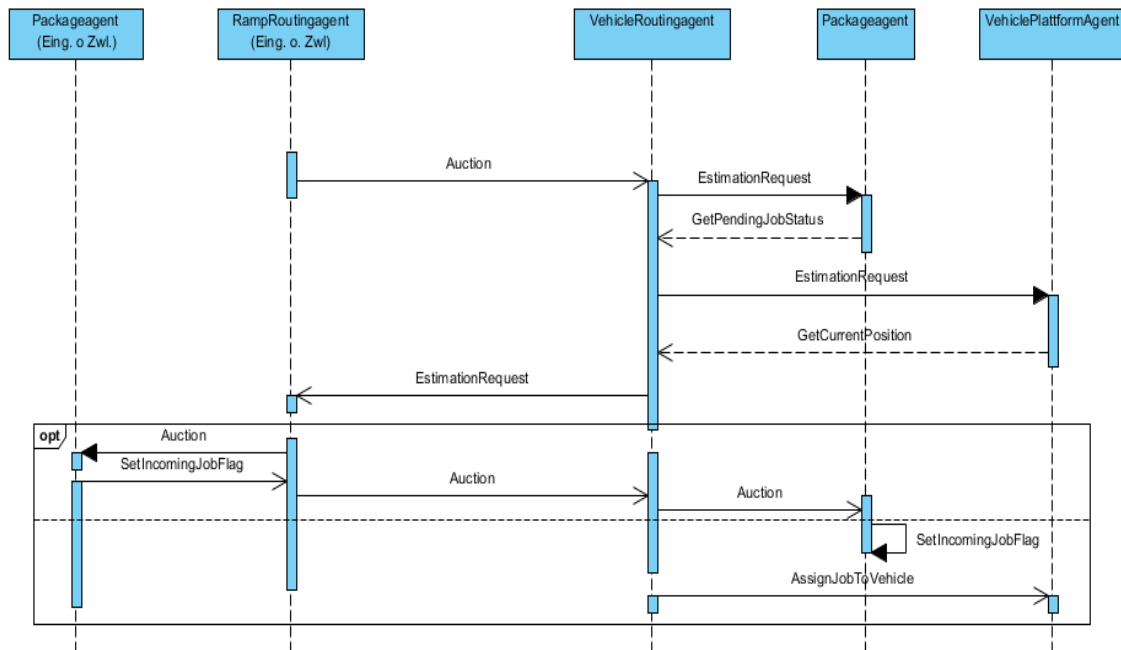 Packageagent
(Eing. o Zwl.)
RampRoutingagent
(Eing. o. Zwl)
VehicleRoutingagent
Packageagent
VehiclePlattformAgent
Auction
EstimationRequest
GetPendingJobStatus
EstimationRequest
GetCurrentPosition
EstimationRequest
opt
Auction
SetIncomingJobFlag
Auction
Auction
SetIncomingJobFlag
AssignJobToVehicle